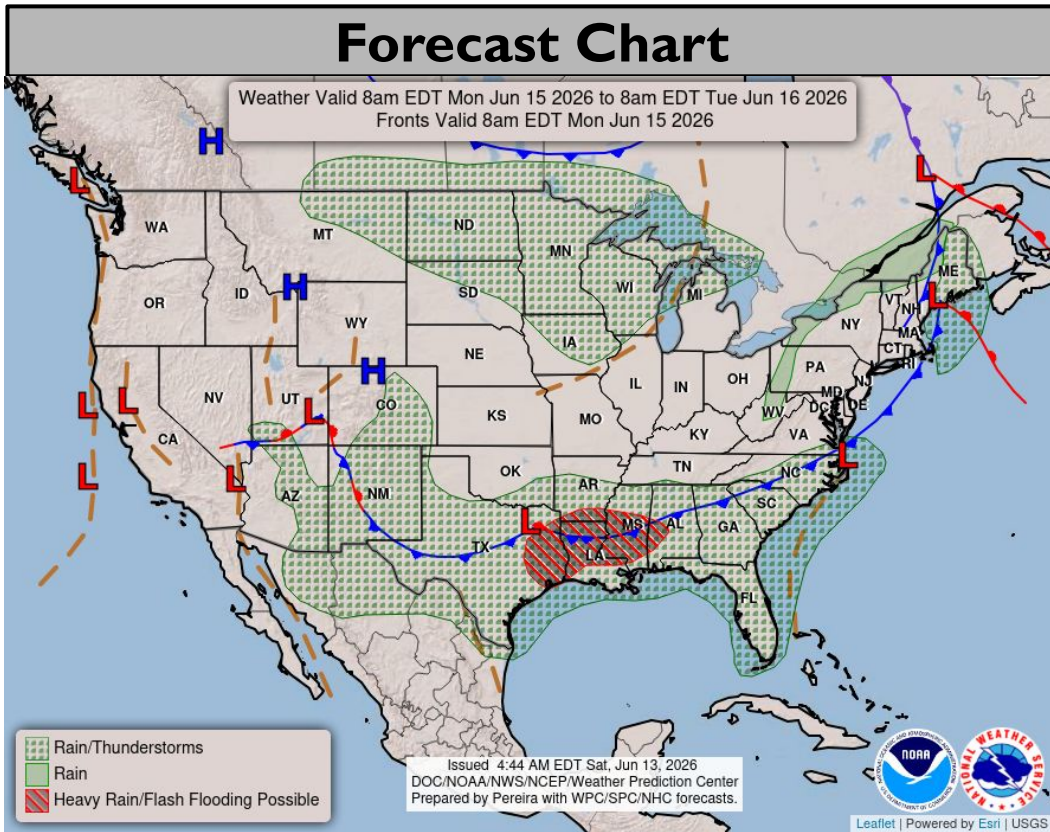 Forecast Chart
Weather Valid 8am EDT Mon Jun 15 2026 to 8am EDT Tue Jun 16 2026
Fronts Valid 8am EDT Mon Jun 15 2026
H
L
L
WA
MT
ND
MN
ME
OR
ID
H
SD
WI
MI
VT
NH
L
WY
NY
MA
CT
RI
NE
IA
H
PA
NJ
L
L
NV
UT
L
CO
IL
IN
OH
MD
DC
DE
WV
CA
KS
MO
KY
VA
L
L
L
AZ
NM
OK
AR
TN
NC
SC
L
TX
MS
AL
GA
LA
FL
Rain/Thunderstorms
Rain
Heavy Rain/Flash Flooding Possible
Issued 4:44 AM EDT Sat, Jun 13, 2026
DOC/NOAA/NWS/NCEP/Weather Prediction Center
Prepared by Pereira with WPC/SPC/NHC forecasts.
NOAA
NATIONAL WEATHER SERVICE
Leaflet | Powered by Esri | USGS